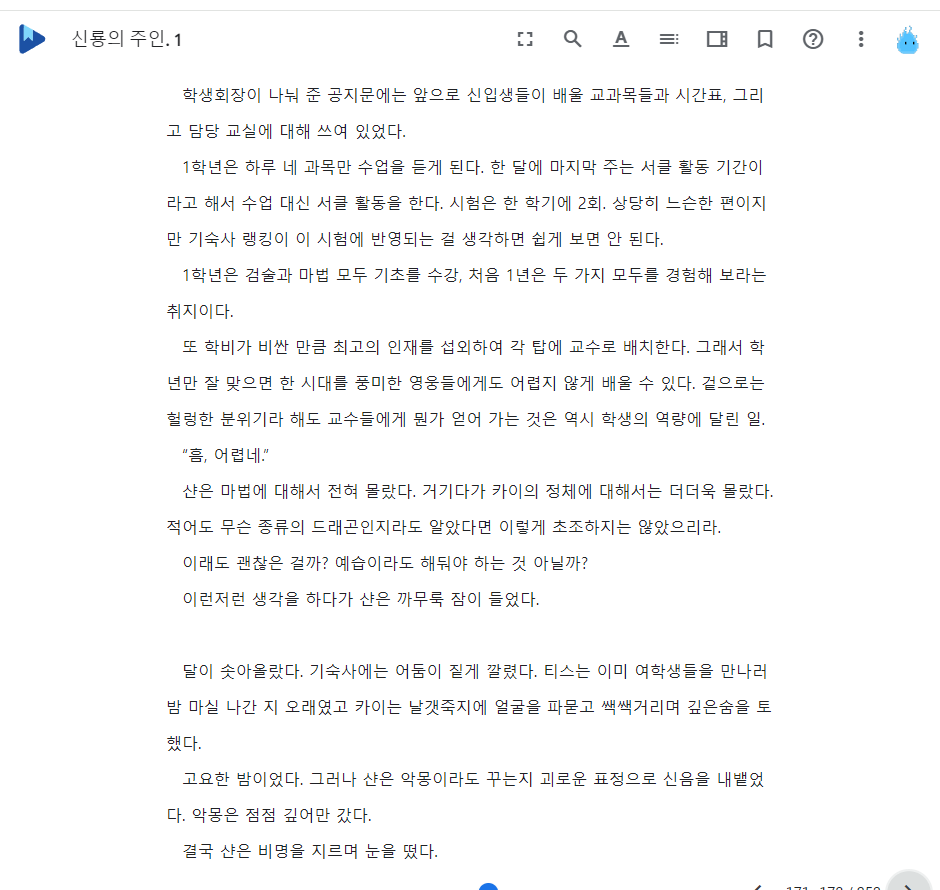 신룡의 주인. 1
학생회장이 나눠 준 공지문에는 앞으로 신입생들이 배울 교과목들과 시간표, 그리
고 담당 교실에 대해 쓰여 있었다.
1학년은 하루 네 과목만 수업을 듣게 된다. 한 달에 마지막 주는 서클 활동 기간이
라고 해서 수업 대신 서클 활동을 한다. 시험은 한 학기에 2회. 상당히 느슨한 편이지
만 기숙사 랭킹이 이 시험에 반영되는 걸 생각하면 쉽게 보면 안 된다.
1학년은 검술과 마법 모두 기초를 수강, 처음 1년은 두 가지 모두를 경험해 보라는
취지이다.
또 학비가 비싼 만큼 최고의 인재를 섭외하여 각 탑에 교수로 배치한다. 그래서 학
년만 잘 맞으면 한 시대를 풍미한 영웅들에게도 어렵지 않게 배울 수 있다. 겉으로는
헐렁한 분위기라 해도 교수들에게 뭔가 얻어 가는 것은 역시 학생의 역량에 달린 일.
“흠, 어렵네.”
샨은 마법에 대해서 전혀 몰랐다. 거기다가 카이의 정체에 대해서는 더더욱 몰랐다.
적어도 무슨 종류의 드래곤인지라도 알았다면 이렇게 초조하지는 않았으리라.
이래도 괜찮은 걸까? 예습이라도 해둬야 하는 것 아닐까?
이런저런 생각을 하다가 샨은 까무룩 잠이 들었다.
달이 솟아올랐다. 기숙사에는 어둠이 짙게 깔렸다. 티스는 이미 여학생들을 만나러
밤 마실 나간 지 오래였고 카이는 날갯죽지에 얼굴을 파묻고 쌕쌕거리며 깊은숨을 토
했다.
고요한 밤이었다. 그러나 샨은 악몽이라도 꾸는지 괴로운 표정으로 신음을 내뱉었
다. 악몽은 점점 깊어만 갔다.
결국 샨은 비명을 지르며 눈을 떴다.